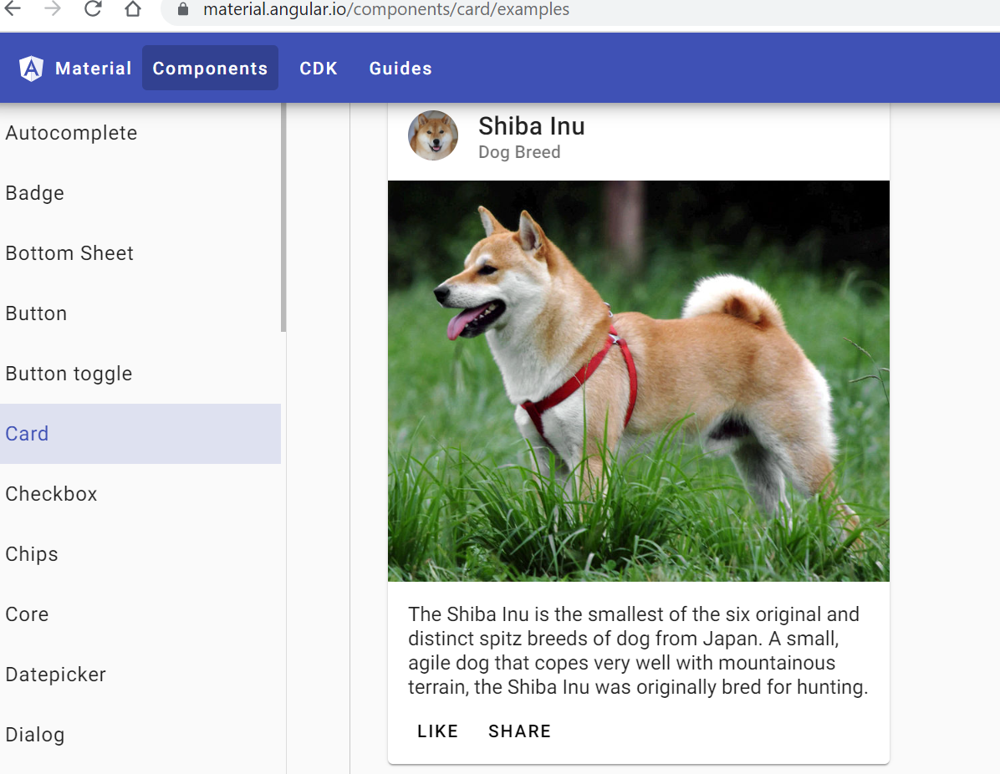 material.angular.io/components/card/examples
Material Components CDK Guides
Autocomplete
Badge
Bottom Sheet
Button
Button toggle
Card
Checkbox
Chips
Core
Datepicker
Dialog
Shiba Inu
Dog Breed
The Shiba Inu is the smallest of the six original and
distinct spitz breeds of dog from Japan. A small,
agile dog that copes very well with mountainous
terrain, the Shiba Inu was originally bred for hunting.
LIKE SHARE